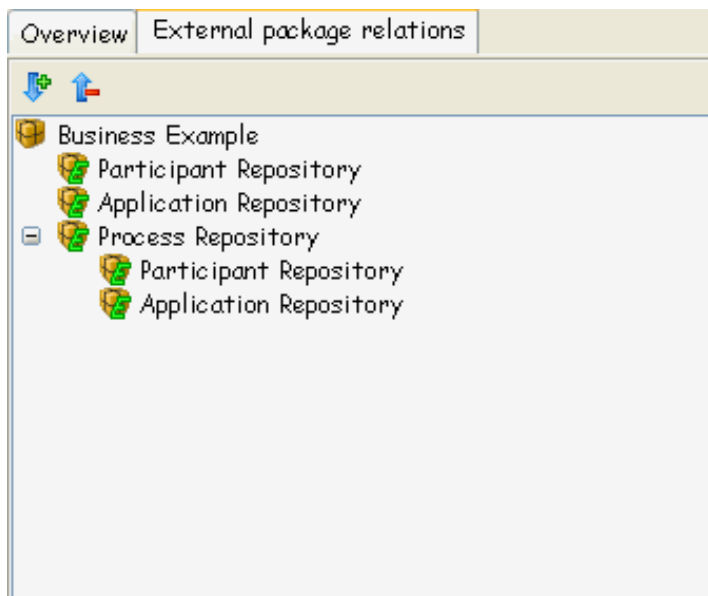 Overview External package relations
Business Example
Participant Repository
Application Repository
Process Repository
Participant Repository
Application Repository